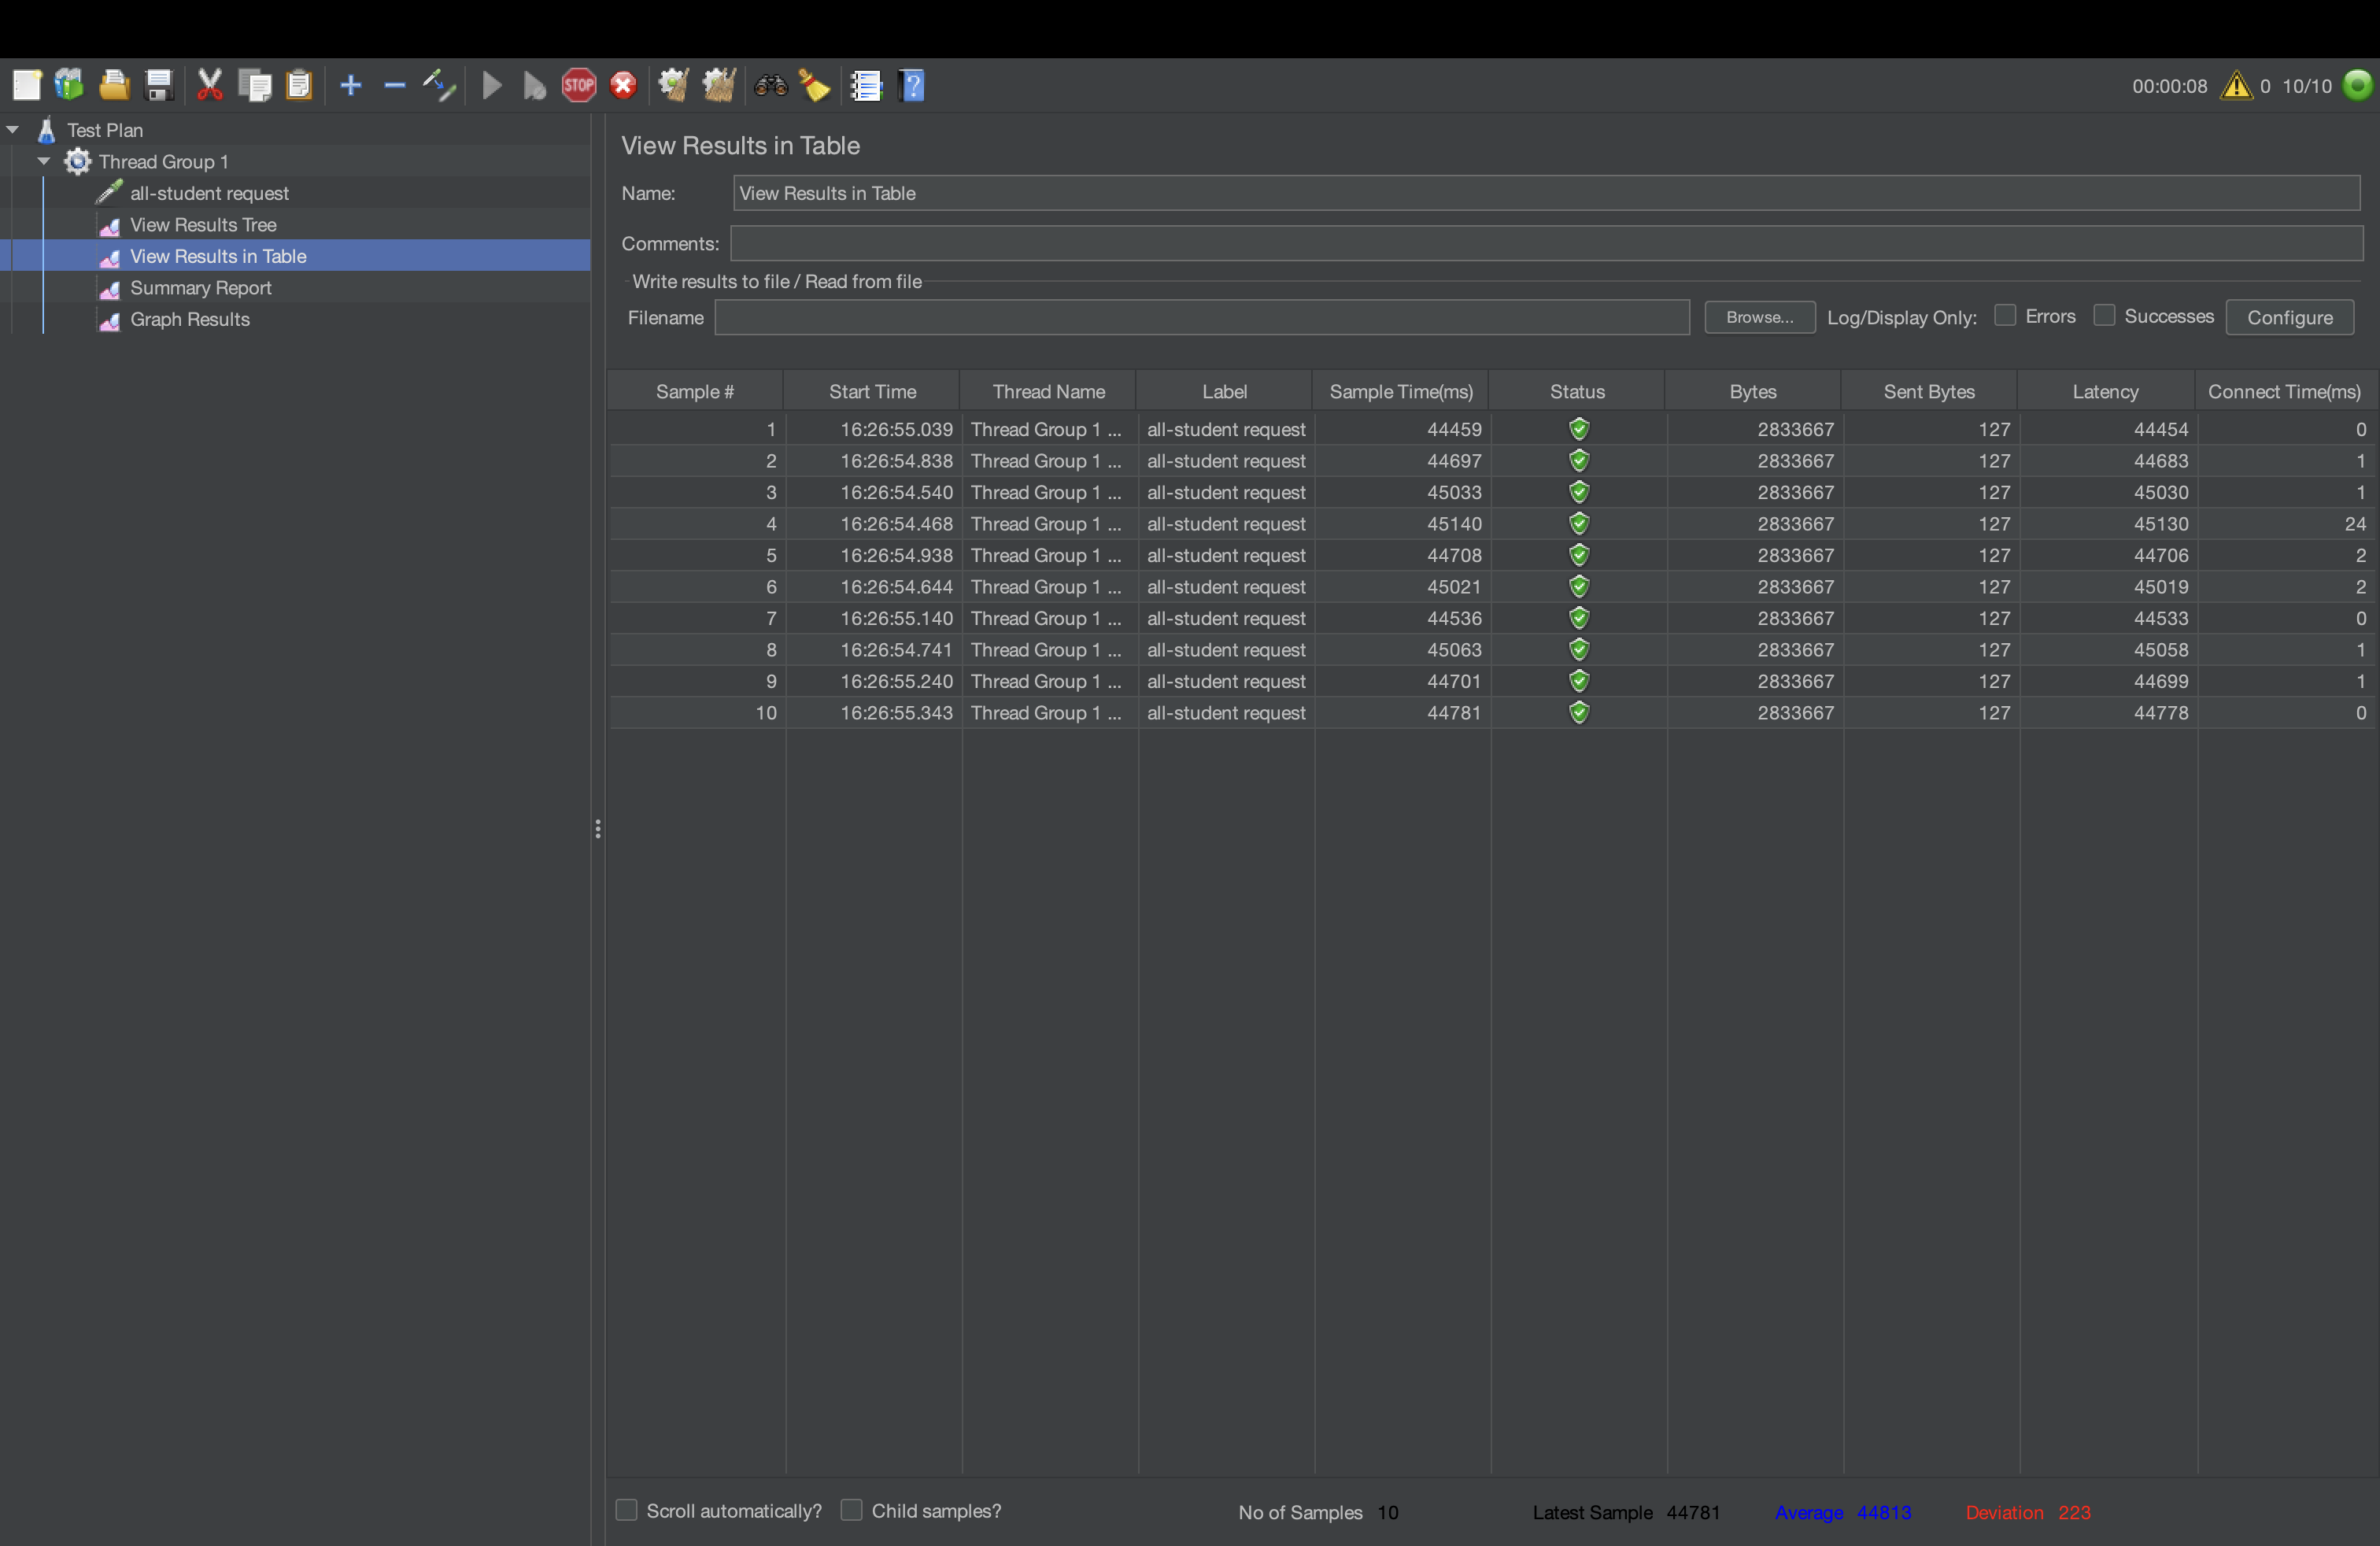 STOP
?
00:00:08 0 10/10
Test Plan
Thread Group 1
all-student request
View Results Tree
View Results in Table
Summary Report
Graph Results
View Results in Table
Name: View Results in Table
Comments:
Write results to file / Read from file
Filename Browse... Log/Display Only: Errors Successes Configure
Sample # Start Time Thread Name Label Sample Time(ms) Status Bytes Sent Bytes Latency Connect Time(ms)
1 16:26:55.039 Thread Group 1 ... all-student request 44459 2833667 127 44454 0
2 16:26:54.838 Thread Group 1 ... all-student request 44697 2833667 127 44683 1
3 16:26:54.540 Thread Group 1 ... all-student request 45033 2833667 127 45030 1
4 16:26:54.468 Thread Group 1 ... all-student request 45140 2833667 127 45130 24
5 16:26:54.938 Thread Group 1 ... all-student request 44708 2833667 127 44706 2
6 16:26:54.644 Thread Group 1 ... all-student request 45021 2833667 127 45019 2
7 16:26:55.140 Thread Group 1 ... all-student request 44536 2833667 127 44533 0
8 16:26:54.741 Thread Group 1 ... all-student request 45063 2833667 127 45058 1
9 16:26:55.240 Thread Group 1 ... all-student request 44701 2833667 127 44699 1
10 16:26:55.343 Thread Group 1 ... all-student request 44781 2833667 127 44778 0
Scroll automatically? Child samples? No of Samples 10 Latest Sample 44781 Average 44813 Deviation 223